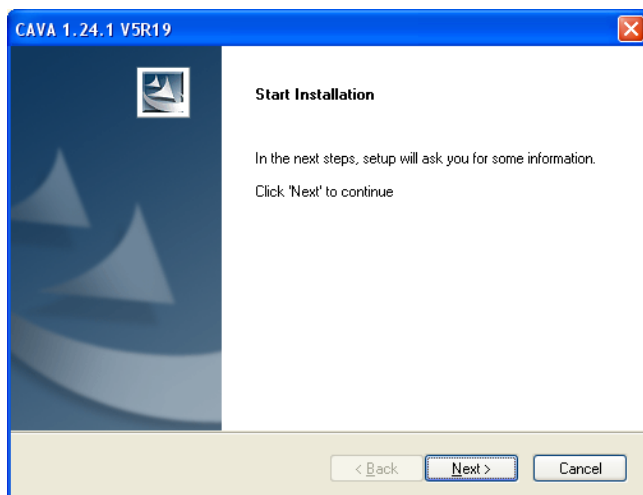 CAVA 1.24.1 V5R19
Start Installation
In the next steps, setup will ask you for some information.
Click 'Next' to continue
< Back
Next >
Cancel